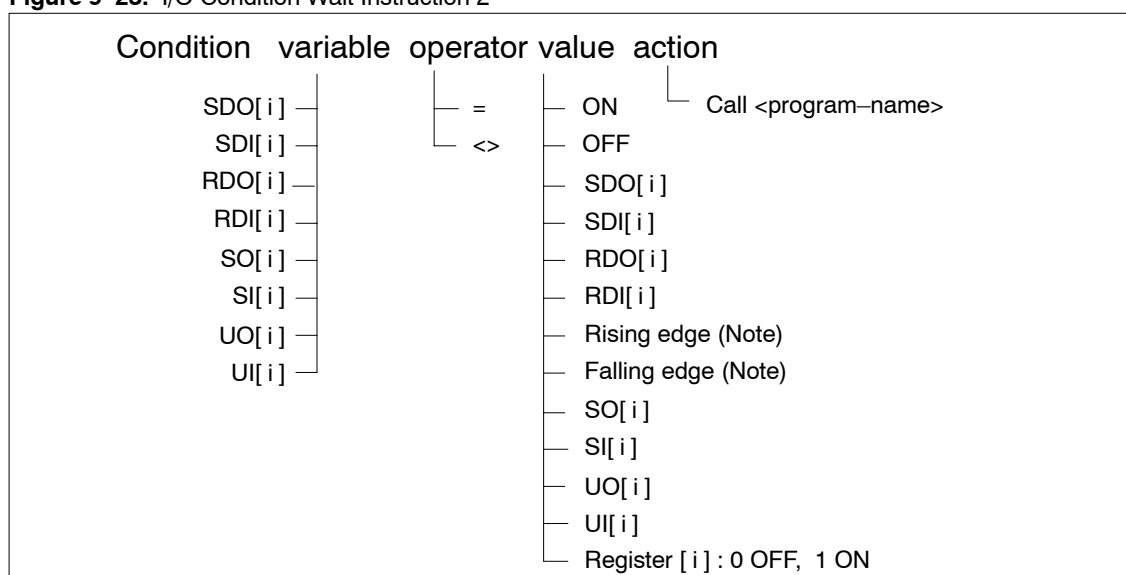 Figure 9–28. I/O Condition Wait Instruction 2
Condition variable operator value action
SDO[ i ] = ON Call <program–name>
SDI[ i ] <> OFF
RDO[ i ] SDO[ i ]
RDI[ i ] SDI[ i ]
SO[ i ] RDO[ i ]
SI[ i ] RDI[ i ]
UO[ i ] Rising edge (Note)
UI[ i ] Falling edge (Note)
SO[ i ]
SI[ i ]
UO[ i ]
UI[ i ]
Register [ i ] : 0 OFF, 1 ON